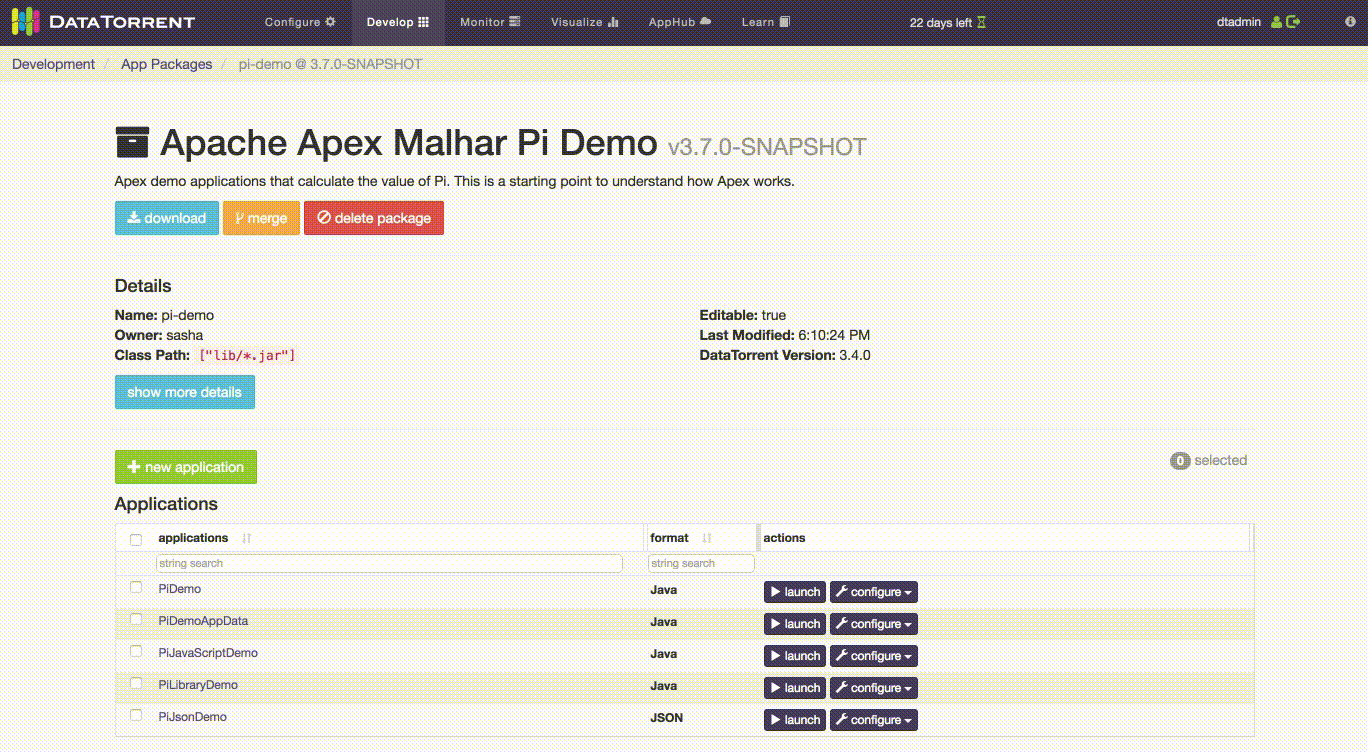 DATATORRENT Configure Develop Monitor Visualize AppHub Learn 22 days left dtadmin
Development / App Packages / pi-demo @ 3.7.0-SNAPSHOT
Apache Apex Malhar Pi Demo v3.7.0-SNAPSHOT
Apex demo applications that calculate the value of Pi. This is a starting point to understand how Apex works.
download merge delete package
Details
Name: pi-demo Editable: true
Owner: sasha Last Modified: 6:10:24 PM
Class Path: ["lib/*.jar"] DataTorrent Version: 3.4.0
show more details
+ new application 0 selected
Applications
applications format actions
string search string search
PiDemo Java launch configure
PiDemoAppData Java launch configure
PiJavaScriptDemo Java launch configure
PiLibraryDemo Java launch configure
PiJsonDemo JSON launch configure